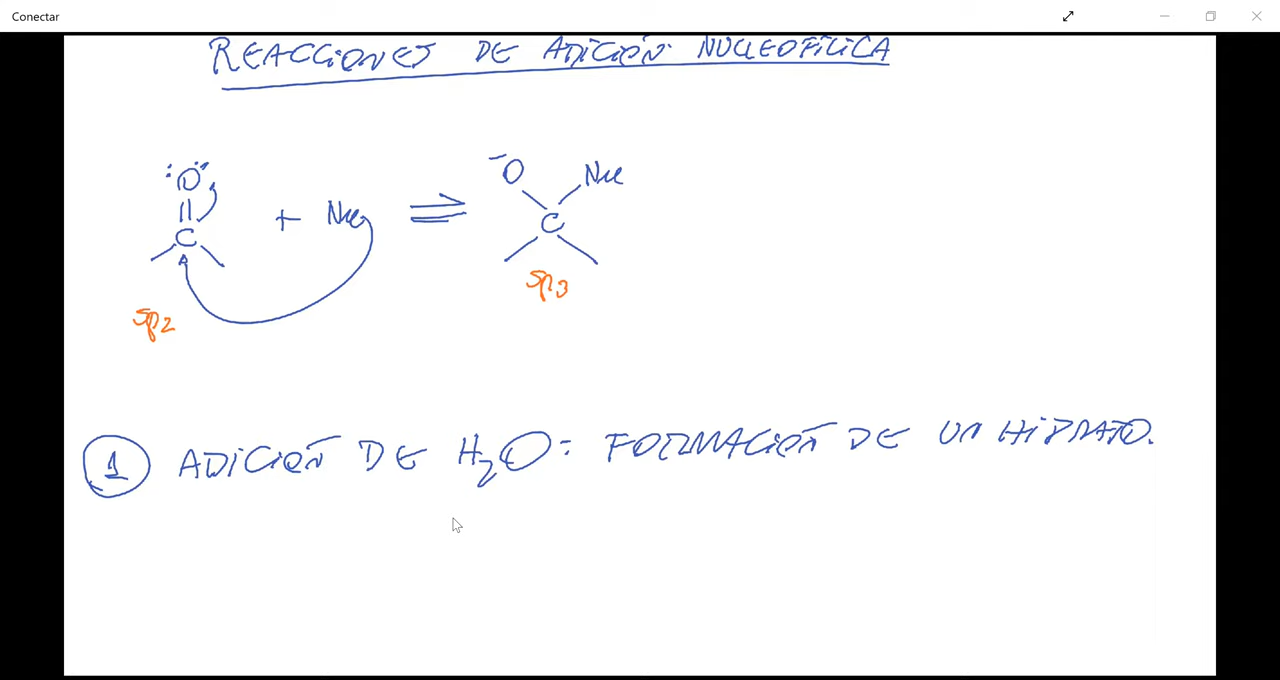 Conectar
REACCIONES DE ADICIÓN NUCLEOFÍLICA
:Ö ⁻O Nu
C + Nu ⇌ C
sp2 sp3
1 ADICIÓN DE H2O: FORMACIÓN DE UN HIDRATO.